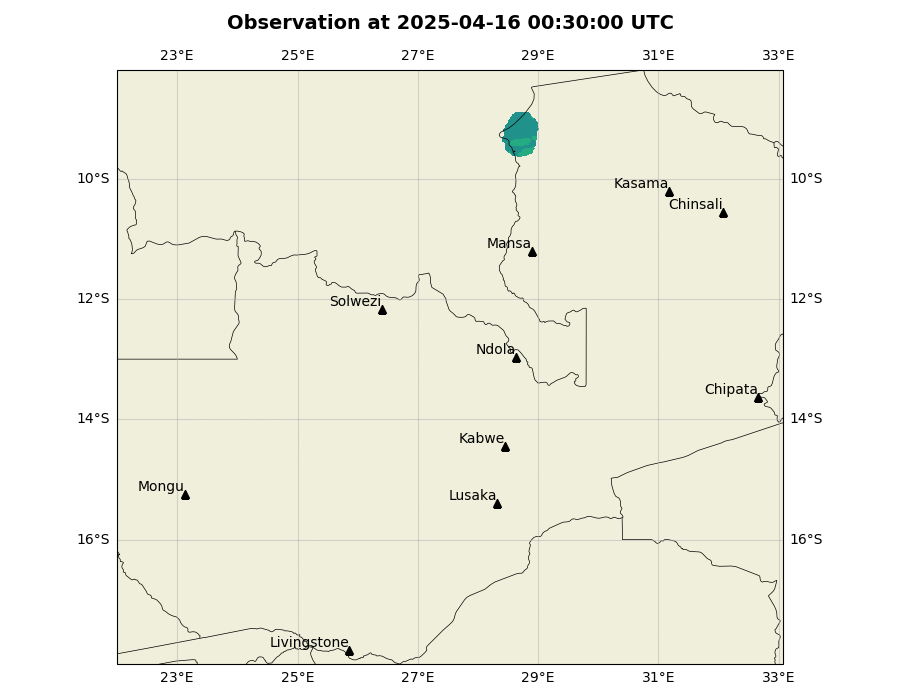 Observation at 2025-04-16 00:30:00 UTC
23°E 25°E 27°E 29°E 31°E 33°E
10°S 10°S
Kasama
Chinsali
Mansa
12°S 12°S
Solwezi
Ndola
Chipata
14°S 14°S
Kabwe
Mongu
Lusaka
16°S 16°S
Livingstone
23°E 25°E 27°E 29°E 31°E 33°E